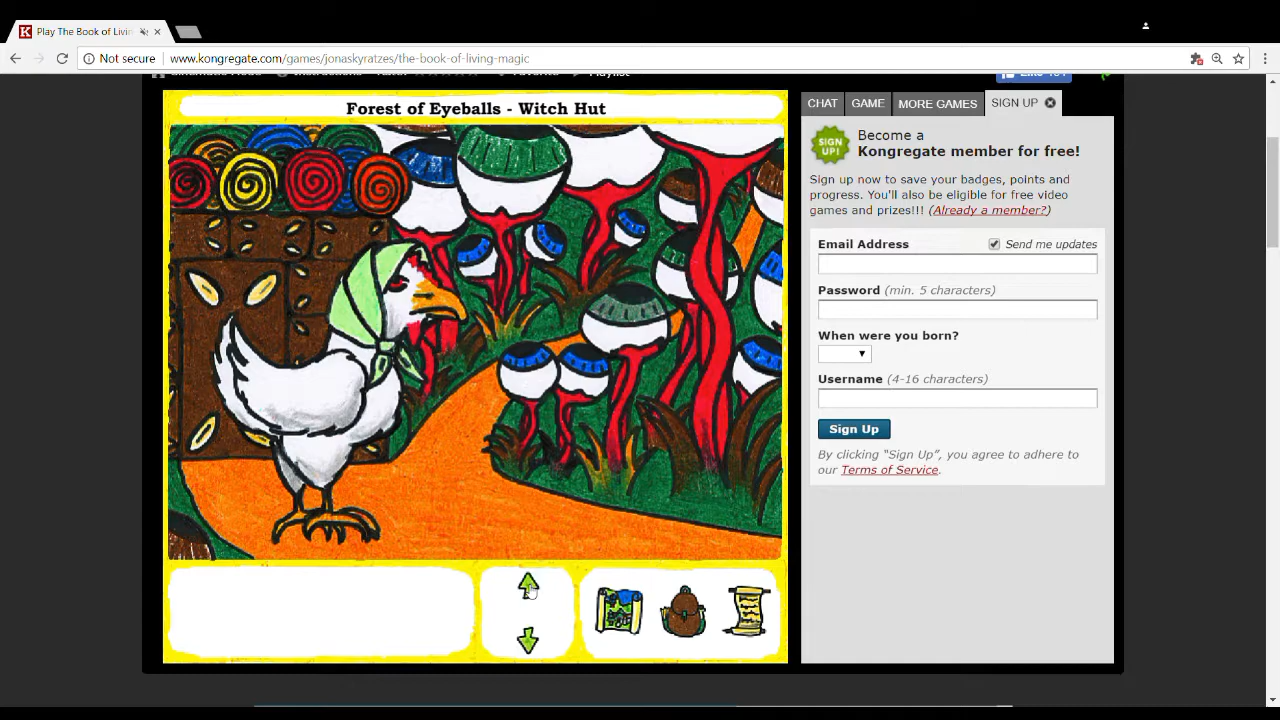 Play The Book of Livin
Not secure
www.kongregate.com/games/jonaskyratzes/the-book-of-living-magic
Playlist
Forest of Eyeballs - Witch Hut
CHAT
GAME
MORE GAMES
SIGN UP
SIGN UP!
Become a
Kongregate member for free!
Sign up now to save your badges, points and
progress. You'll also be eligible for free video
games and prizes!!! (Already a member?)
Email Address
Send me updates
Password (min. 5 characters)
When were you born?
Username (4-16 characters)
Sign Up
By clicking "Sign Up", you agree to adhere to
our Terms of Service.